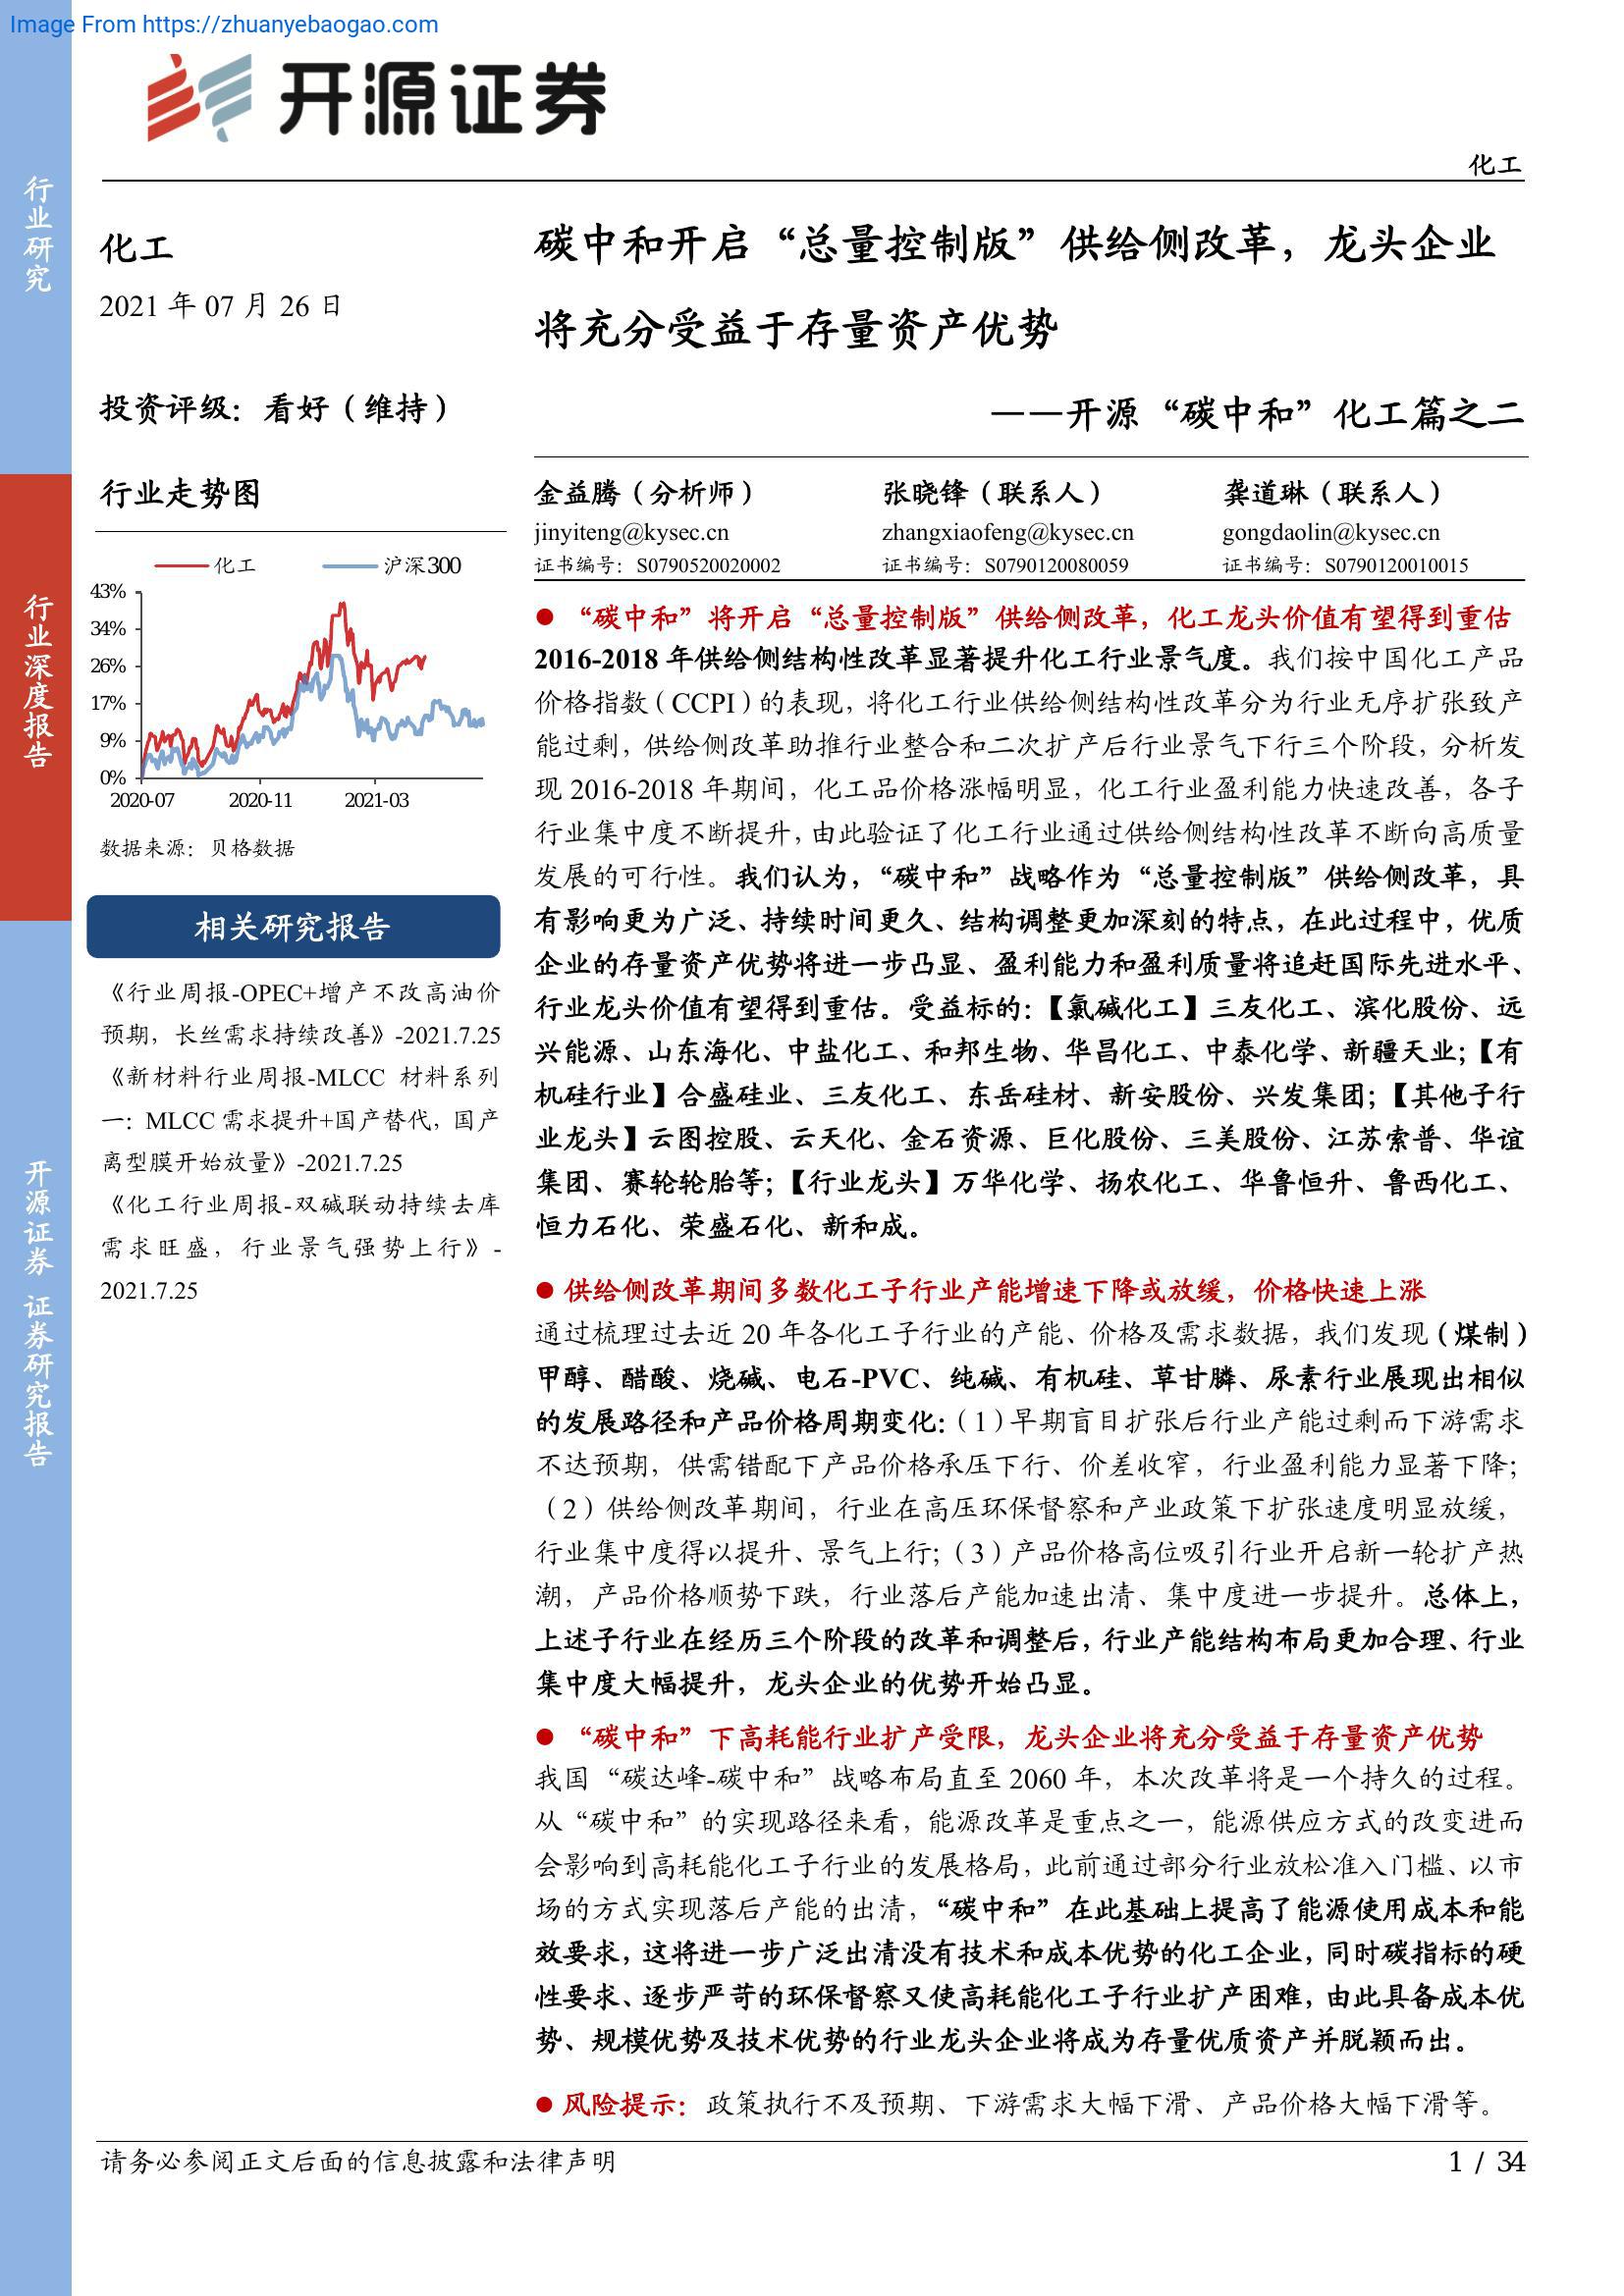 Image From https://zhuanyebaogao.com
开源证券
化工
行业研究
行业深度报告
开源证券 证券研究报告
化工
2021 年 07 月 26 日
投资评级：看好（维持）
行业走势图
化工 沪深300
43%
34%
26%
17%
9%
0%
2020-07 2020-11 2021-03
数据来源：贝格数据
相关研究报告
《行业周报-OPEC+增产不改高油价
预期，长丝需求持续改善》-2021.7.25
《新材料行业周报-MLCC 材料系列
一：MLCC 需求提升+国产替代，国产
离型膜开始放量》-2021.7.25
《化工行业周报-双碱联动持续去库
需求旺盛，行业景气强势上行》-
2021.7.25
碳中和开启“总量控制版”供给侧改革，龙头企业
将充分受益于存量资产优势
——开源“碳中和”化工篇之二
金益腾（分析师） 张晓锋（联系人） 龚道琳（联系人）
jinyiteng@kysec.cn zhangxiaofeng@kysec.cn gongdaolin@kysec.cn
证书编号：S0790520020002 证书编号：S0790120080059 证书编号：S0790120010015
● “碳中和”将开启“总量控制版”供给侧改革，化工龙头价值有望得到重估
2016-2018 年供给侧结构性改革显著提升化工行业景气度。我们按中国化工产品
价格指数（CCPI）的表现，将化工行业供给侧结构性改革分为行业无序扩张致产
能过剩，供给侧改革助推行业整合和二次扩产后行业景气下行三个阶段，分析发
现 2016-2018 年期间，化工品价格涨幅明显，化工行业盈利能力快速改善，各子
行业集中度不断提升，由此验证了化工行业通过供给侧结构性改革不断向高质量
发展的可行性。我们认为，“碳中和”战略作为“总量控制版”供给侧改革，具
有影响更为广泛、持续时间更久、结构调整更加深刻的特点，在此过程中，优质
企业的存量资产优势将进一步凸显、盈利能力和盈利质量将追赶国际先进水平、
行业龙头价值有望得到重估。受益标的：【氯碱化工】三友化工、滨化股份、远
兴能源、山东海化、中盐化工、和邦生物、华昌化工、中泰化学、新疆天业；【有
机硅行业】合盛硅业、三友化工、东岳硅材、新安股份、兴发集团；【其他子行
业龙头】云图控股、云天化、金石资源、巨化股份、三美股份、江苏索普、华谊
集团、赛轮轮胎等；【行业龙头】万华化学、扬农化工、华鲁恒升、鲁西化工、
恒力石化、荣盛石化、新和成。
● 供给侧改革期间多数化工子行业产能增速下降或放缓，价格快速上涨
通过梳理过去近 20 年各化工子行业的产能、价格及需求数据，我们发现（煤制）
甲醇、醋酸、烧碱、电石-PVC、纯碱、有机硅、草甘膦、尿素行业展现出相似
的发展路径和产品价格周期变化：（1）早期盲目扩张后行业产能过剩而下游需求
不达预期，供需错配下产品价格承压下行、价差收窄，行业盈利能力显著下降；
（2）供给侧改革期间，行业在高压环保督察和产业政策下扩张速度明显放缓，
行业集中度得以提升、景气上行；（3）产品价格高位吸引行业开启新一轮扩产热
潮，产品价格顺势下跌，行业落后产能加速出清、集中度进一步提升。总体上，
上述子行业在经历三个阶段的改革和调整后，行业产能结构布局更加合理、行业
集中度大幅提升，龙头企业的优势开始凸显。
● “碳中和”下高耗能行业扩产受限，龙头企业将充分受益于存量资产优势
我国“碳达峰-碳中和”战略布局直至 2060 年，本次改革将是一个持久的过程。
从“碳中和”的实现路径来看，能源改革是重点之一，能源供应方式的改变进而
会影响到高耗能化工子行业的发展格局，此前通过部分行业放松准入门槛、以市
场的方式实现落后产能的出清，“碳中和”在此基础上提高了能源使用成本和能
效要求，这将进一步广泛出清没有技术和成本优势的化工企业，同时碳指标的硬
性要求、逐步严苛的环保督察又使高耗能化工子行业扩产困难，由此具备成本优
势、规模优势及技术优势的行业龙头企业将成为存量优质资产并脱颖而出。
● 风险提示：政策执行不及预期、下游需求大幅下滑、产品价格大幅下滑等。
请务必参阅正文后面的信息披露和法律声明
1 / 34